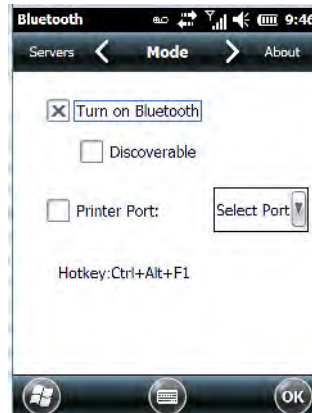 Bluetooth 9:46
Servers Mode About
Turn on Bluetooth
Discoverable
Printer Port: Select Port
Hotkey:Ctrl+Alt+F1
OK